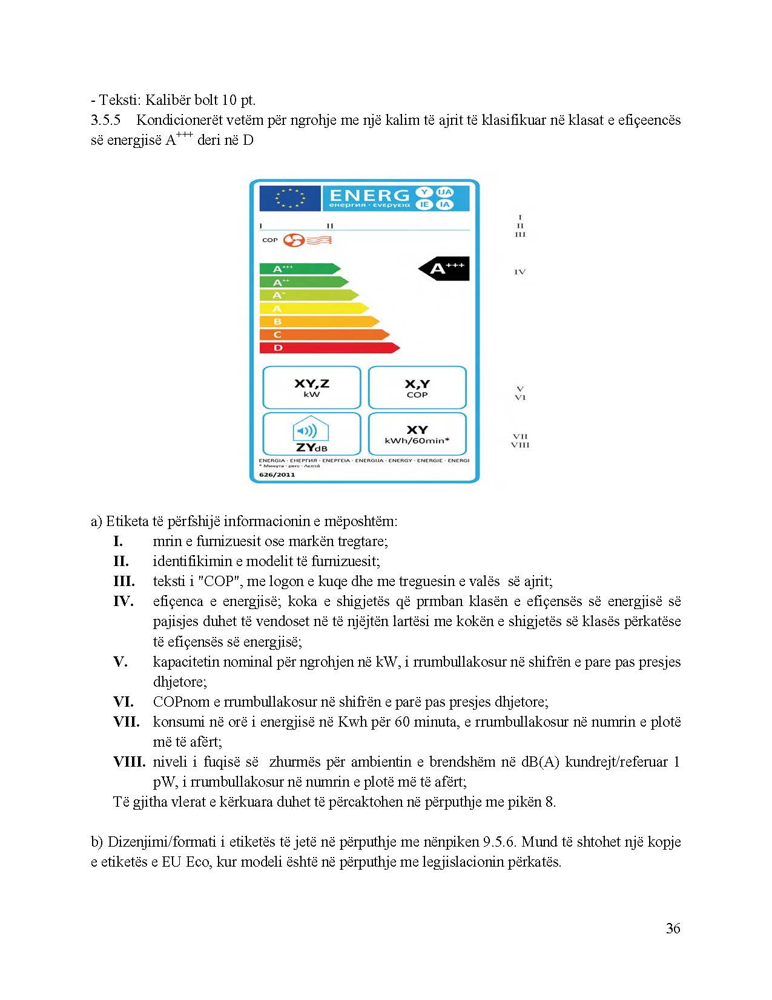 - Teksti: Kalibër bolt 10 pt.
3.5.5 Kondicionerët vetëm për ngrohje me një kalim të ajrit të klasifikuar në klasat e efiçeencës
së energjisë A+++ deri në D
ENERG Y IJA
енергия · ενεργεια IE IA
I
I II
II
III
COP
A+++ A+++
IV
A++
A+
A
B
C
D
XY,Z X,Y
V
kW COP
VI
XY
VII
kWh/60min*
VIII
ZYdB
ENERGIA · ЕНЕРГИЯ · ΕΝΕΡΓΕΙΑ · ENERGIJA · ENERGY · ENERGIE · ENERGI
* Минута · perc · Λεπτά
626/2011
a) Etiketa të përfshijë informacionin e mëposhtëm:
I. mrin e furnizuesit ose markën tregtare;
II. identifikimin e modelit të furnizuesit;
III. teksti i "COP", me logon e kuqe dhe me treguesin e valës së ajrit;
IV. efiçenca e energjisë; koka e shigjetës që prmban klasën e efiçensës së energjisë së
pajisjes duhet të vendoset në të njëjtën lartësi me kokën e shigjetës së klasës përkatëse
të efiçensës së energjisë;
V. kapacitetin nominal për ngrohjen në kW, i rrumbullakosur në shifrën e pare pas presjes
dhjetore;
VI. COPnom e rrumbullakosur në shifrën e parë pas presjes dhjetore;
VII. konsumi në orë i energjisë në Kwh për 60 minuta, e rrumbullakosur në numrin e plotë
më të afërt;
VIII. niveli i fuqisë së zhurmës për ambientin e brendshëm në dB(A) kundrejt/referuar 1
pW, i rrumbullakosur në numrin e plotë më të afërt;
Të gjitha vlerat e kërkuara duhet të përcaktohen në përputhje me pikën 8.
b) Dizenjimi/formati i etiketës të jetë në përputhje me nënpiken 9.5.6. Mund të shtohet një kopje
e etiketës e EU Eco, kur modeli është në përputhje me legjislacionin përkatës.
36